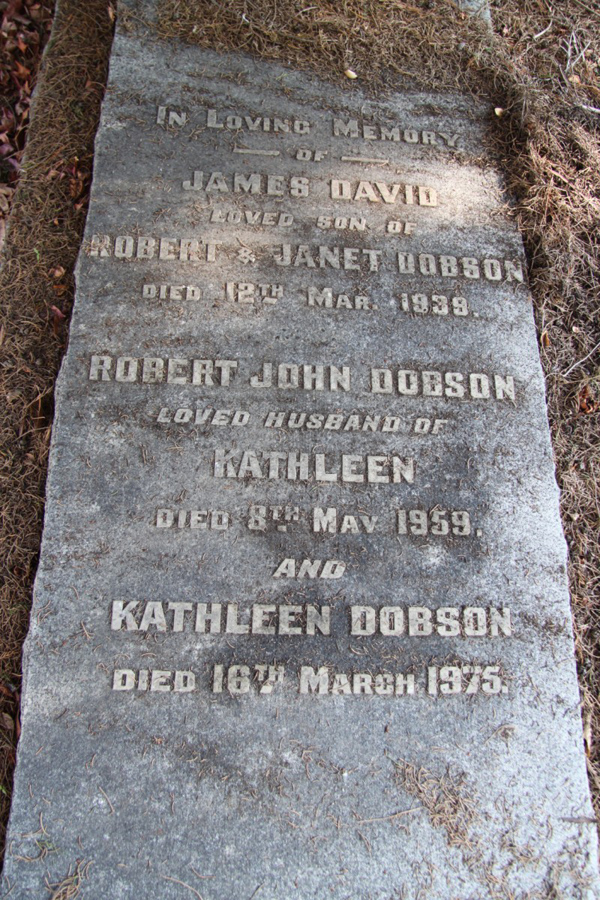 In Loving Memory
of
JAMES DAVID
LOVED SON OF
ROBERT & JANET DOBSON
DIED 12TH MAR. 1939.
ROBERT JOHN DOBSON
LOVED HUSBAND OF
KATHLEEN
DIED 8TH MAY 1959.
AND
KATHLEEN DOBSON
DIED 16TH MARCH 1975.